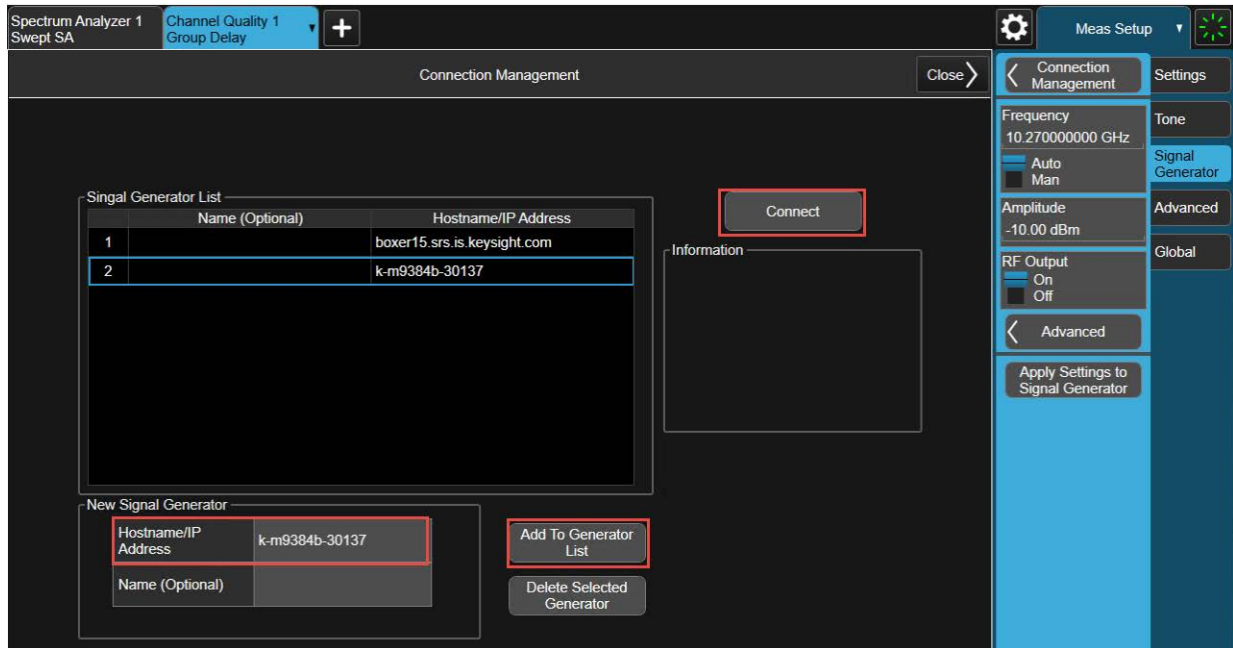 Spectrum Analyzer 1
Swept SA
Channel Quality 1
Group Delay
+
Meas Setup
Connection Management
Close
Connection
Management
Settings
Frequency
10.270000000 GHz
Auto
Man
Tone
Signal
Generator
Amplitude
-10.00 dBm
Advanced
RF Output
On
Off
Global
Advanced
Apply Settings to
Signal Generator
Singal Generator List
Name (Optional) Hostname/IP Address
1 boxer15.srs.is.keysight.com
2 k-m9384b-30137
Connect
Information
New Signal Generator
Hostname/IP
Address
k-m9384b-30137
Name (Optional)
Add To Generator
List
Delete Selected
Generator